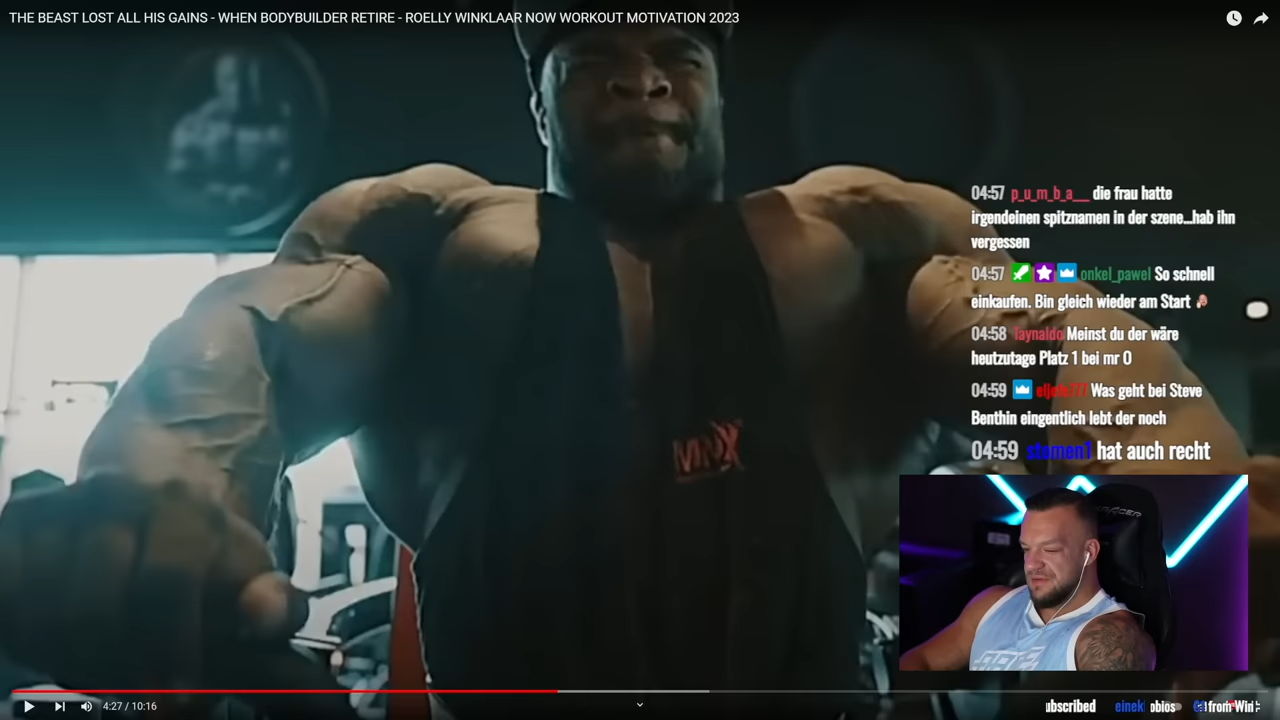 THE BEAST LOST ALL HIS GAINS - WHEN BODYBUILDER RETIRE - ROELLY WINKLAAR NOW WORKOUT MOTIVATION 2023
04:57 p_u_m_b_a__ die frau hatte
irgendeinen spitznamen in der szene...hab ihn
vergessen
04:57 onkel_pawel So schnell
einkaufen. Bin gleich wieder am Start
04:58 Taynaldo Meinst du der wäre
heutzutage Platz 1 bei mr O
04:59 Was geht bei Steve
Benthin eingentlich lebt der noch
04:59 stemen1 hat auch recht
4:27 / 10:16